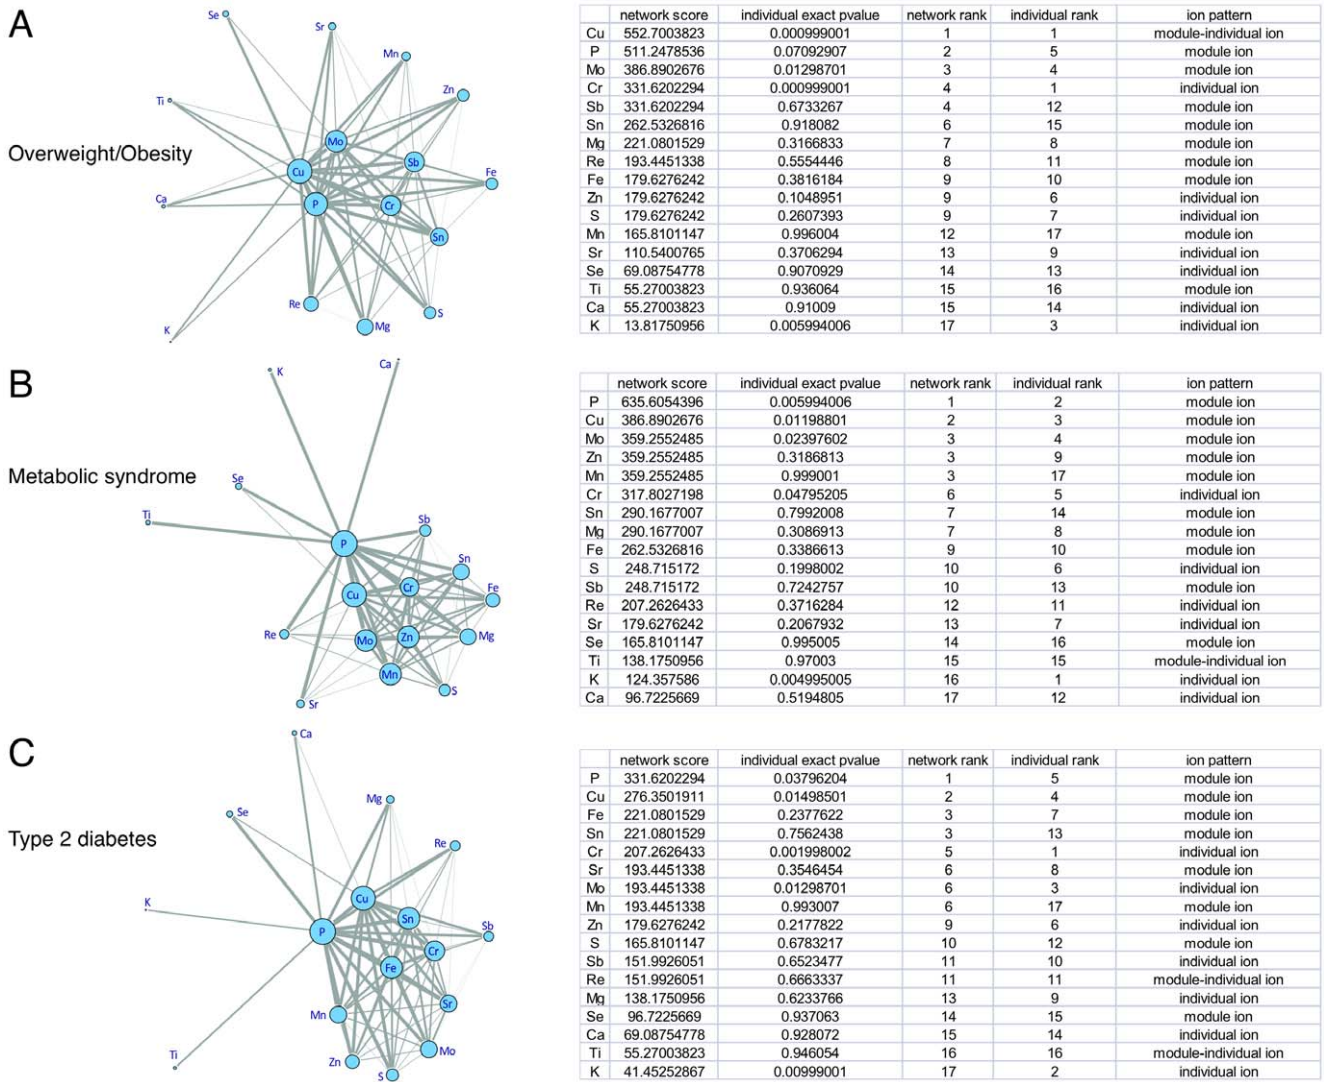 A
Overweight/Obesity
Se
Sr
Mn
Ti
Zn
Mo
Sb
Cu
Fe
Ca
P
Cr
Sn
Re
S
Mg
K
network score individual exact pvalue network rank individual rank ion pattern
Cu 552.7003823 0.000999001 1 1 module-individual ion
P 511.2478536 0.07092907 2 5 module ion
Mo 386.8902676 0.01298701 3 4 module ion
Cr 331.6202294 0.000999001 4 1 individual ion
Sb 331.6202294 0.6733267 4 12 module ion
Sn 262.5326816 0.918082 6 15 module ion
Mg 221.0801529 0.3166833 7 8 module ion
Re 193.4451338 0.5554446 8 11 module ion
Fe 179.6276242 0.3816184 9 10 module ion
Zn 179.6276242 0.1048951 9 6 individual ion
S 179.6276242 0.2607393 9 7 individual ion
Mn 165.8101147 0.996004 12 17 module ion
Sr 110.5400765 0.3706294 13 9 individual ion
Se 69.08754778 0.9070929 14 13 individual ion
Ti 55.27003823 0.936064 15 16 module ion
Ca 55.27003823 0.91009 15 14 individual ion
K 13.81750956 0.005994006 17 3 individual ion
B
Metabolic syndrome
K
Ca
Se
Ti
Sb
P
Sn
Cr
Fe
Cu
Re
Mo
Zn
Mg
Mn
S
Sr
network score individual exact pvalue network rank individual rank ion pattern
P 635.6054396 0.005994006 1 2 module ion
Cu 386.8902676 0.01198801 2 3 module ion
Mo 359.2552485 0.02397602 3 4 module ion
Zn 359.2552485 0.3186813 3 9 module ion
Mn 359.2552485 0.999001 3 17 module ion
Cr 317.8027198 0.04795205 6 5 individual ion
Sn 290.1677007 0.7992008 7 14 module ion
Mg 290.1677007 0.3086913 7 8 module ion
Fe 262.5326816 0.3386613 9 10 module ion
S 248.715172 0.1998002 10 6 individual ion
Sb 248.715172 0.7242757 10 13 module ion
Re 207.2626433 0.3716284 12 11 individual ion
Sr 179.6276242 0.2067932 13 7 individual ion
Se 165.8101147 0.995005 14 16 module ion
Ti 138.1750956 0.97003 15 15 module-individual ion
K 124.357586 0.004995005 16 1 individual ion
Ca 96.7225669 0.5194805 17 12 individual ion
C
Type 2 diabetes
Ca
Mg
Se
Re
Cu
K
Sn
Sb
P
Cr
Fe
Sr
Mn
Mo
Ti
Zn
S
network score individual exact pvalue network rank individual rank ion pattern
P 331.6202294 0.03796204 1 5 module ion
Cu 276.3501911 0.01498501 2 4 module ion
Fe 221.0801529 0.2377622 3 7 module ion
Sn 221.0801529 0.7562438 3 13 module ion
Cr 207.2626433 0.001998002 5 1 individual ion
Sr 193.4451338 0.3546454 6 8 module ion
Mo 193.4451338 0.01298701 6 3 individual ion
Mn 193.4451338 0.993007 6 17 module ion
Zn 179.6276242 0.2177822 9 6 individual ion
S 165.8101147 0.6783217 10 12 module ion
Sb 151.9926051 0.6523477 11 10 individual ion
Re 151.9926051 0.6663337 11 11 module-individual ion
Mg 138.1750956 0.6233766 13 9 individual ion
Se 96.7225669 0.937063 14 15 module ion
Ca 69.08754778 0.928072 15 14 individual ion
Ti 55.27003823 0.946054 16 16 module-individual ion
K 41.45252867 0.00999001 17 2 individual ion